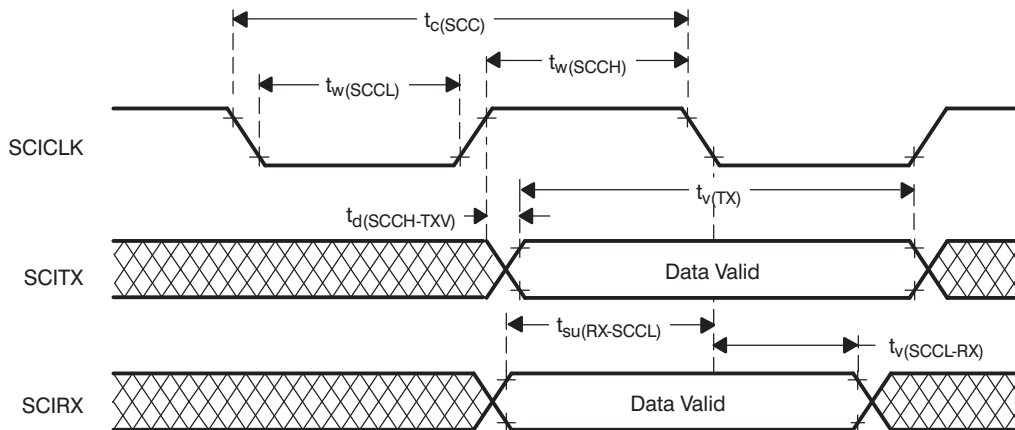 tc(SCC)
tw(SCCH)
tw(SCCL)
SCICLK
tv(TX)
td(SCCH-TXV)
SCITX
Data Valid
tsu(RX-SCCL)
tv(SCCL-RX)
SCIRX
Data Valid